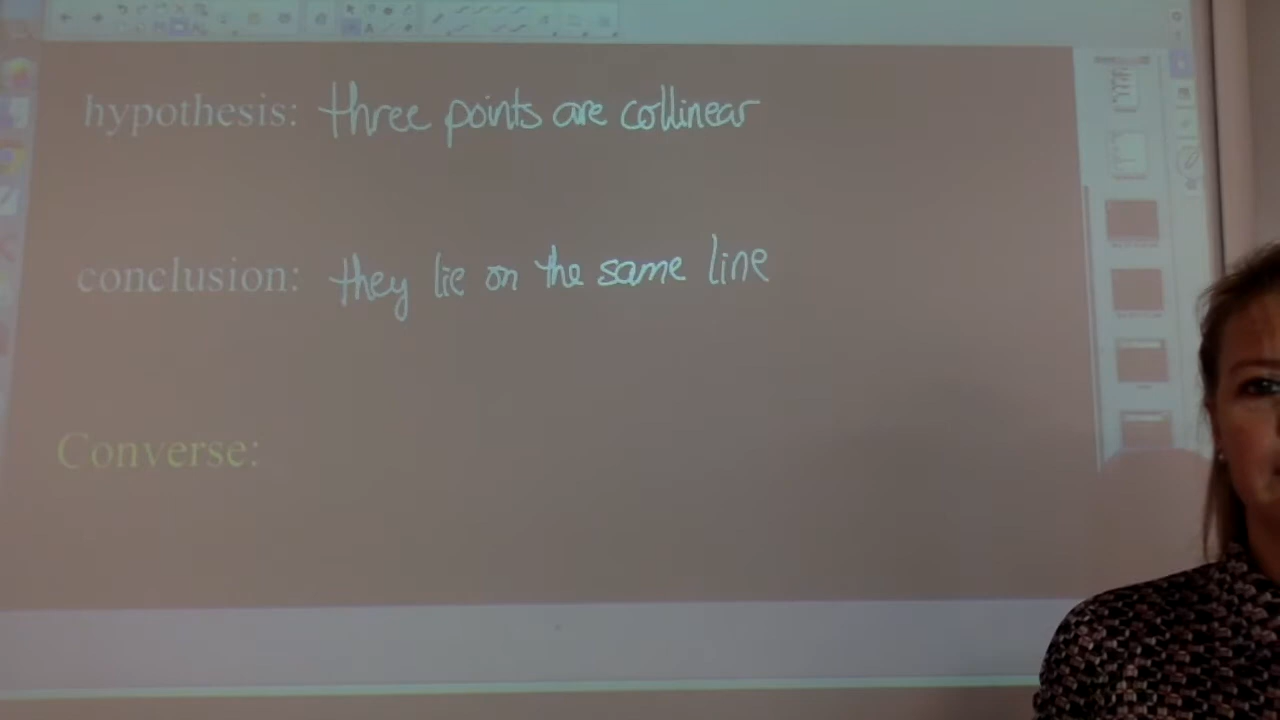 hypothesis: three points are collinear
conclusion: they lie on the same line
Converse: